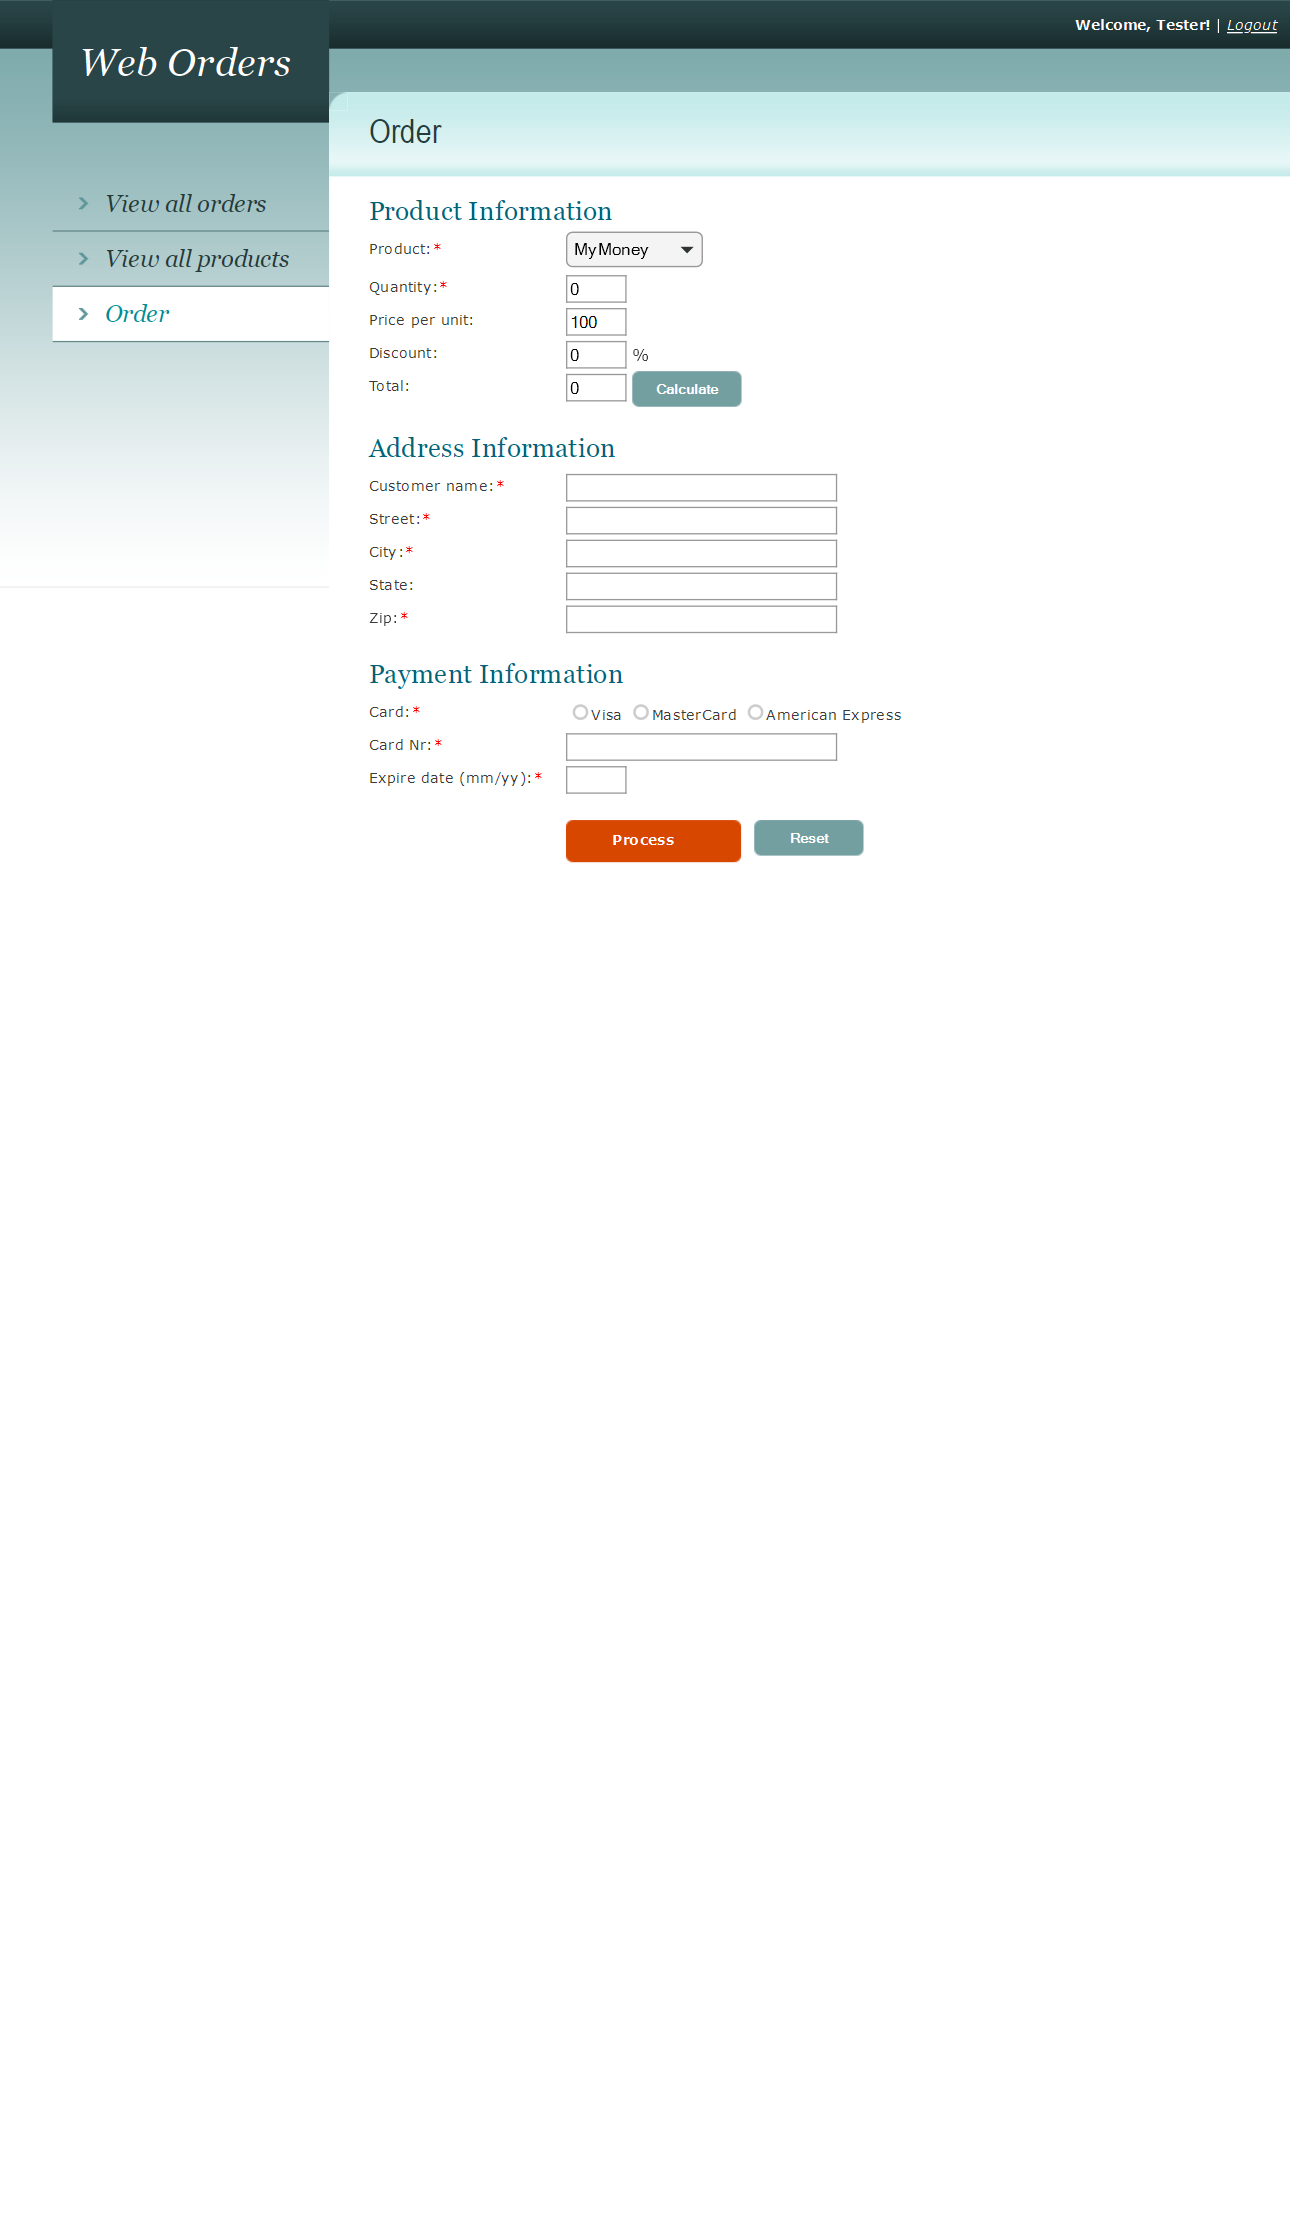 Welcome, Tester! | Logout
Web Orders
Order
View all orders
View all products
Order
Product Information
Product:* MyMoney
Quantity:* 0
Price per unit: 100
Discount: 0 %
Total: 0 Calculate
Address Information
Customer name:*
Street:*
City:*
State:
Zip:*
Payment Information
Card:* Visa MasterCard American Express
Card Nr:*
Expire date (mm/yy):*
Process Reset